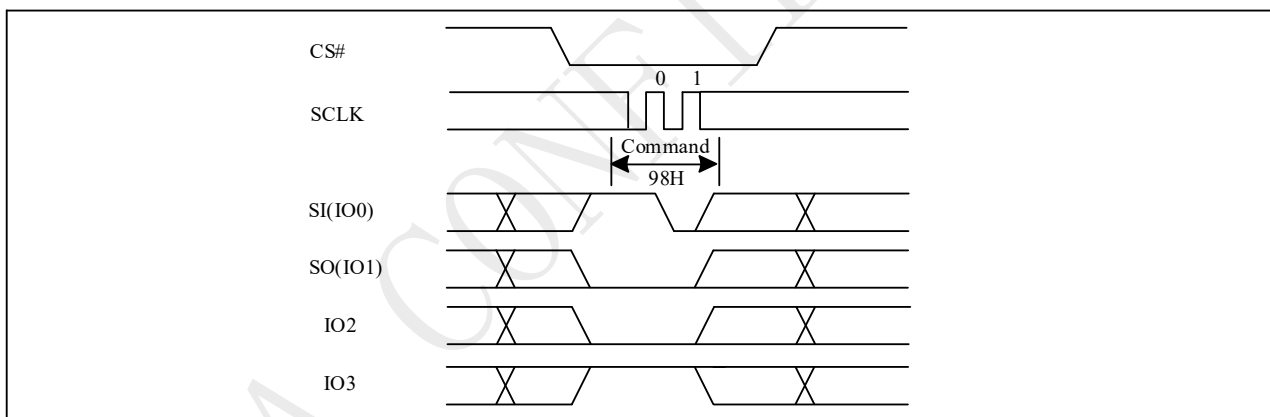 CS#
0 1
SCLK
Command
98H
SI(IO0)
SO(IO1)
IO2
IO3